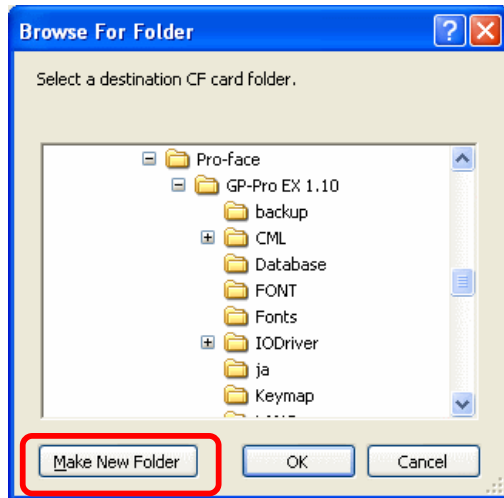 Browse For Folder
Select a destination CF card folder.
Pro-face
GP-Pro EX 1.10
backup
CML
Database
FONT
Fonts
IODriver
ja
Keymap
Make New Folder
OK
Cancel